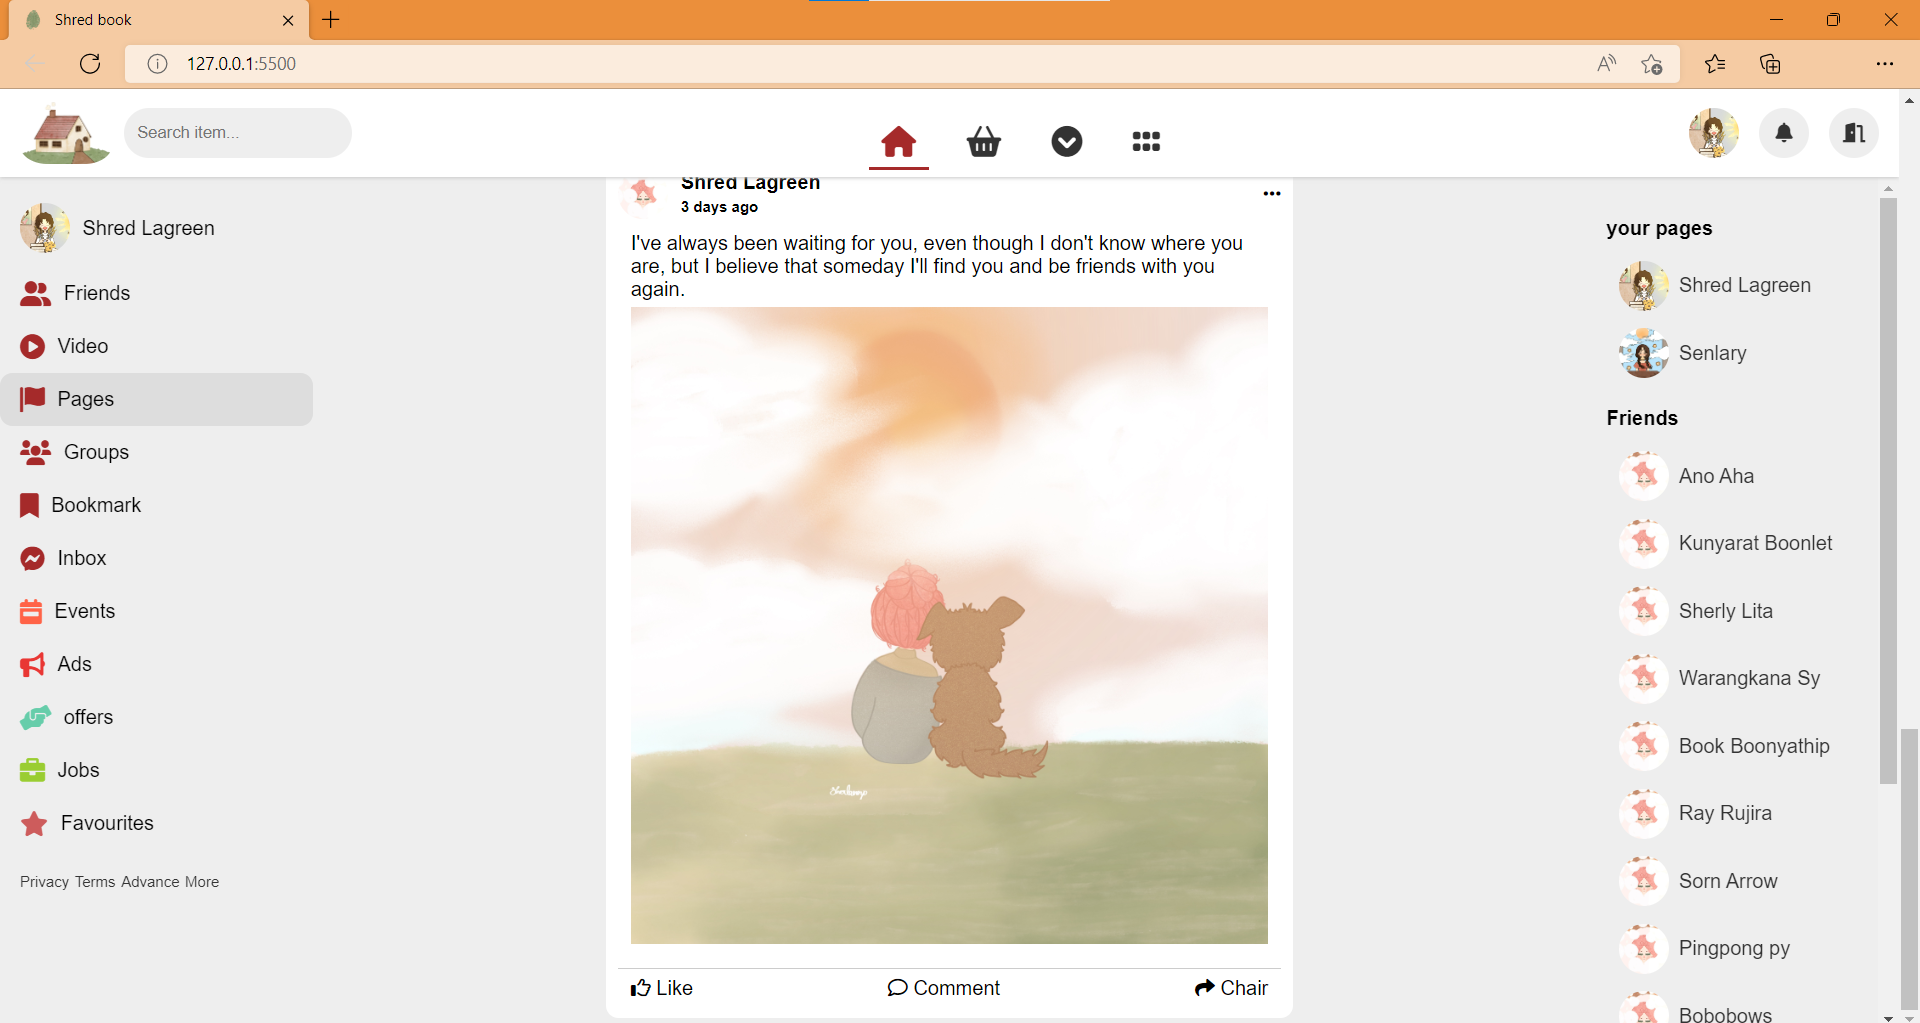 Shred book
127.0.0.1:5500
Search item...
Shred Lagreen
Friends
Video
Pages
Groups
Bookmark
Inbox
Events
Ads
offers
Jobs
Favourites
Privacy Terms Advance More
Shred Lagreen
3 days ago
I've always been waiting for you, even though I don't know where you
are, but I believe that someday I'll find you and be friends with you
again.
Like
Comment
Chair
your pages
Shred Lagreen
Senlary
Friends
Ano Aha
Kunyarat Boonlet
Sherly Lita
Warangkana Sy
Book Boonyathip
Ray Rujira
Sorn Arrow
Pingpong py
Bobobows